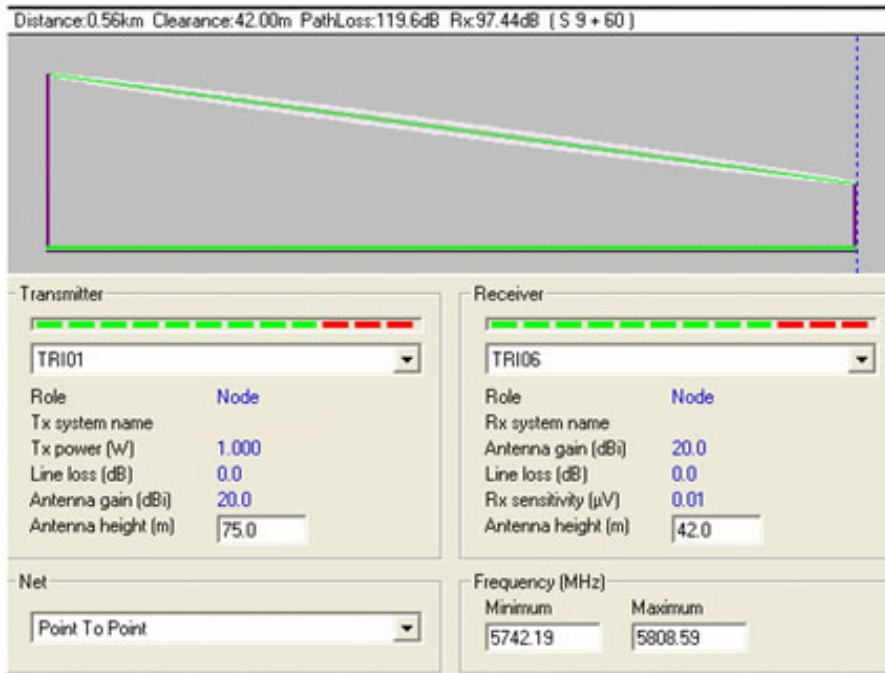 Distance:0.56km Clearance:42.00m PathLoss:119.6dB Rx:97.44dB ( S 9 + 60 )
Transmitter
TRI01
Role Node
Tx system name
Tx power (W) 1.000
Line loss (dB) 0.0
Antenna gain (dBi) 20.0
Antenna height (m) 75.0
Receiver
TRI06
Role Node
Rx system name
Antenna gain (dBi) 20.0
Line loss (dB) 0.0
Rx sensitivity (µV) 0.01
Antenna height (m) 42.0
Net
Point To Point
Frequency (MHz)
Minimum Maximum
5742.19 5808.59